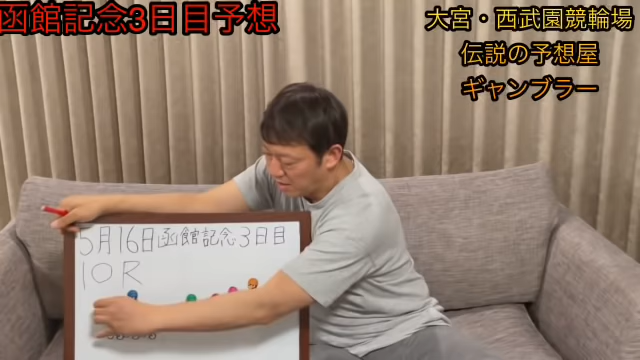 函館記念3日目予想
大宮・西武園競輪場
伝説の予想屋
ギャンブラー
5月16日函館記念3日目
10R